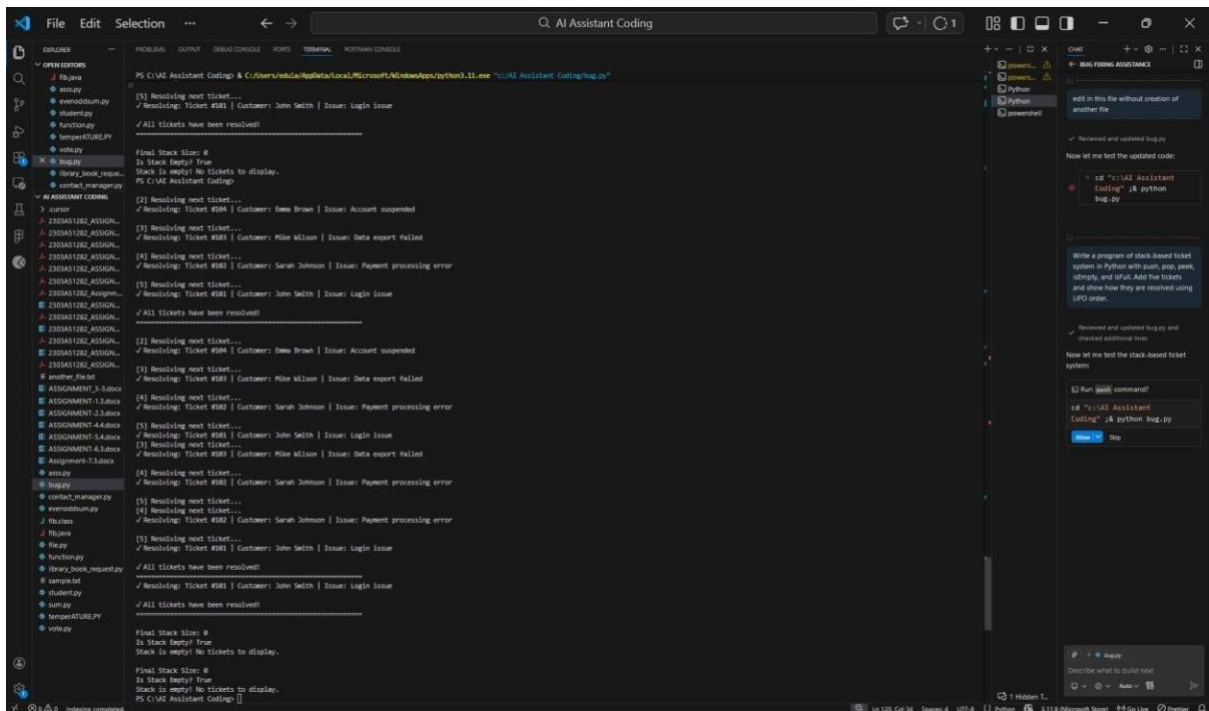 File Edit Selection ...
AI Assistant Coding
EXPLORER
OPEN EDITORS
fib.java
asss.py
evenoddsum.py
student.py
function.py
temperATURE.PY
vote.py
bug.py
library_book_reque...
contact_manager.py
AI ASSISTANT CODING
.cursor
2303A51282_ASSIGN...
2303A51282_ASSIGN...
2303A51282_ASSIGN...
2303A51282_ASSIGN...
2303A51282_ASSIGN...
2303A51282_ASSIGN...
2303A51282_Assignm...
2303A51282_ASSIGN...
2303A51282_ASSIGN...
2303A51282_ASSIGN...
2303A51282_ASSIGN...
2303A51282_ASSIGN...
another_file.txt
ASSIGNMENT_3-3.docx
ASSIGNMENT-1.3.docx
ASSIGNMENT-2.3.docx
ASSIGNMENT-4.4.docx
ASSIGNMENT-5.4.docx
ASSIGNMENT-6.3.docx
Assignment-7.3.docx
asss.py
bug.py
contact_manager.py
evenoddsum.py
fib.class
fib.java
file.py
function.py
library_book_request.py
sample.txt
student.py
sum.py
temperATURE.PY
vote.py
PROBLEMS OUTPUT DEBUG CONSOLE PORTS TERMINAL POSTMAN CONSOLE
PS C:\AI Assistant Coding> & C:/Users/edula/AppData/Local/Microsoft/WindowsApps/python3.11.exe "c:/AI Assistant Coding/bug.py"
[5] Resolving next ticket...
√ Resolving: Ticket #101 | Customer: John Smith | Issue: Login issue
√ All tickets have been resolved!
============================================================
Final Stack Size: 0
Is Stack Empty? True
Stack is empty! No tickets to display.
PS C:\AI Assistant Coding>
[2] Resolving next ticket...
√ Resolving: Ticket #104 | Customer: Emma Brown | Issue: Account suspended
[3] Resolving next ticket...
√ Resolving: Ticket #103 | Customer: Mike Wilson | Issue: Data export failed
[4] Resolving next ticket...
√ Resolving: Ticket #102 | Customer: Sarah Johnson | Issue: Payment processing error
[5] Resolving next ticket...
√ Resolving: Ticket #101 | Customer: John Smith | Issue: Login issue
√ All tickets have been resolved!
============================================================
[2] Resolving next ticket...
√ Resolving: Ticket #104 | Customer: Emma Brown | Issue: Account suspended
[3] Resolving next ticket...
√ Resolving: Ticket #103 | Customer: Mike Wilson | Issue: Data export failed
[4] Resolving next ticket...
√ Resolving: Ticket #102 | Customer: Sarah Johnson | Issue: Payment processing error
[5] Resolving next ticket...
√ Resolving: Ticket #101 | Customer: John Smith | Issue: Login issue
[3] Resolving next ticket...
√ Resolving: Ticket #103 | Customer: Mike Wilson | Issue: Data export failed
[4] Resolving next ticket...
√ Resolving: Ticket #102 | Customer: Sarah Johnson | Issue: Payment processing error
[5] Resolving next ticket...
[4] Resolving next ticket...
√ Resolving: Ticket #102 | Customer: Sarah Johnson | Issue: Payment processing error
[5] Resolving next ticket...
√ Resolving: Ticket #101 | Customer: John Smith | Issue: Login issue
√ All tickets have been resolved!
============================================================
√ Resolving: Ticket #101 | Customer: John Smith | Issue: Login issue
√ All tickets have been resolved!
============================================================
Final Stack Size: 0
Is Stack Empty? True
Stack is empty! No tickets to display.
Final Stack Size: 0
Is Stack Empty? True
Stack is empty! No tickets to display.
PS C:\AI Assistant Coding>
powers...
powers...
Python
Python
powershell
1 Hidden T...
CHAT
BUG FIXING ASSISTANCE
edit in this file without creation of
another file
Reviewed and updated bug.py
Now let me test the updated code:
cd "c:\AI Assistant
Coding" ;& python
bug.py
Write a program of stack-based ticket
system in Python with push, pop, peek,
isEmpty, and isFull. Add five tickets
and show how they are resolved using
LIFO order.
Reviewed and updated bug.py and
checked additional lines
Now let me test the stack-based ticket
system:
Run pwsh command?
cd "c:\AI Assistant
Coding" ;& python bug.py
Allow Skip
bug.py
Describe what to build next
Auto
Indexing completed.
Ln 120, Col 34 Spaces: 4 UTF-8 Python 3.11.9 (Microsoft Store) Go Live Prettier